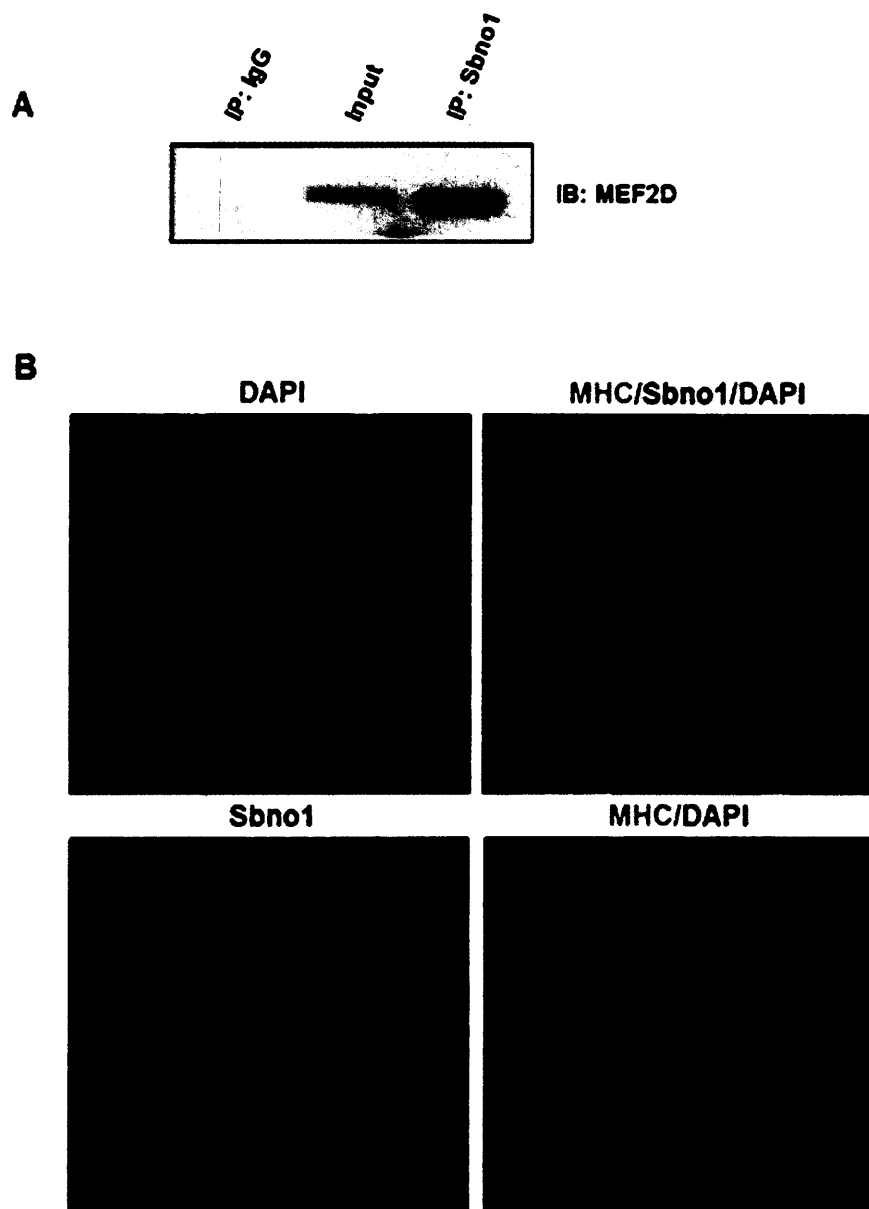 A
IP: IgG
Input
IP: Sbno1
IB: MEF2D
B
DAPI
MHC/Sbno1/DAPI
Sbno1
MHC/DAPI